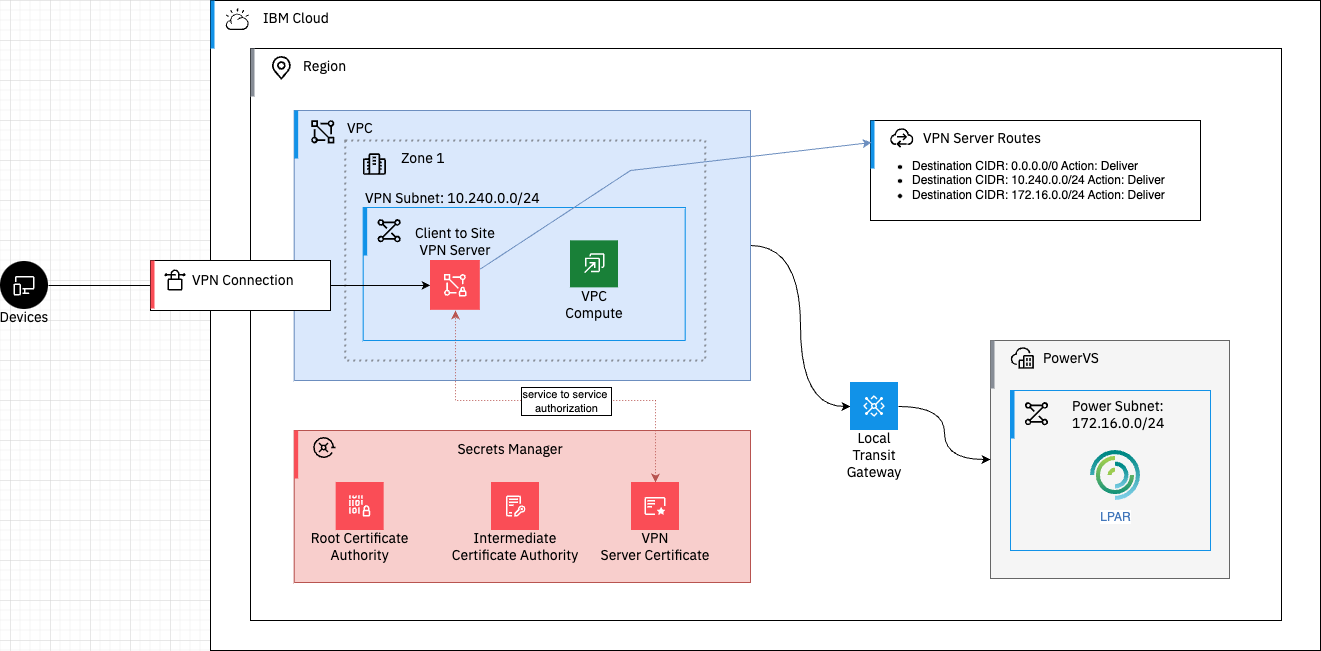 IBM Cloud
Region
VPC
Zone 1
VPN Subnet: 10.240.0.0/24
Client to Site
VPN Server
VPC
Compute
VPN Connection
Devices
VPN Server Routes
• Destination CIDR: 0.0.0.0/0 Action: Deliver
• Destination CIDR: 10.240.0.0/24 Action: Deliver
• Destination CIDR: 172.16.0.0/24 Action: Deliver
service to service
authorization
Secrets Manager
Root Certificate
Authority
Intermediate
Certificate Authority
VPN
Server Certificate
Local
Transit
Gateway
PowerVS
Power Subnet:
172.16.0.0/24
LPAR